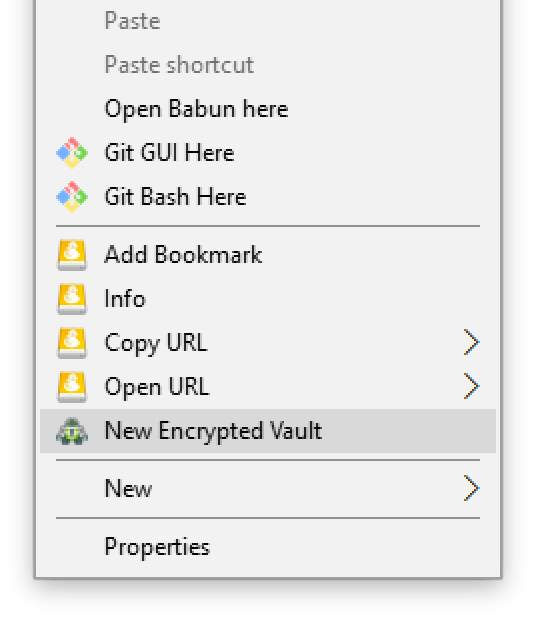 Paste
Paste shortcut
Open Babun here
Git GUI Here
Git Bash Here
Add Bookmark
Info
Copy URL
Open URL
New Encrypted Vault
New
Properties